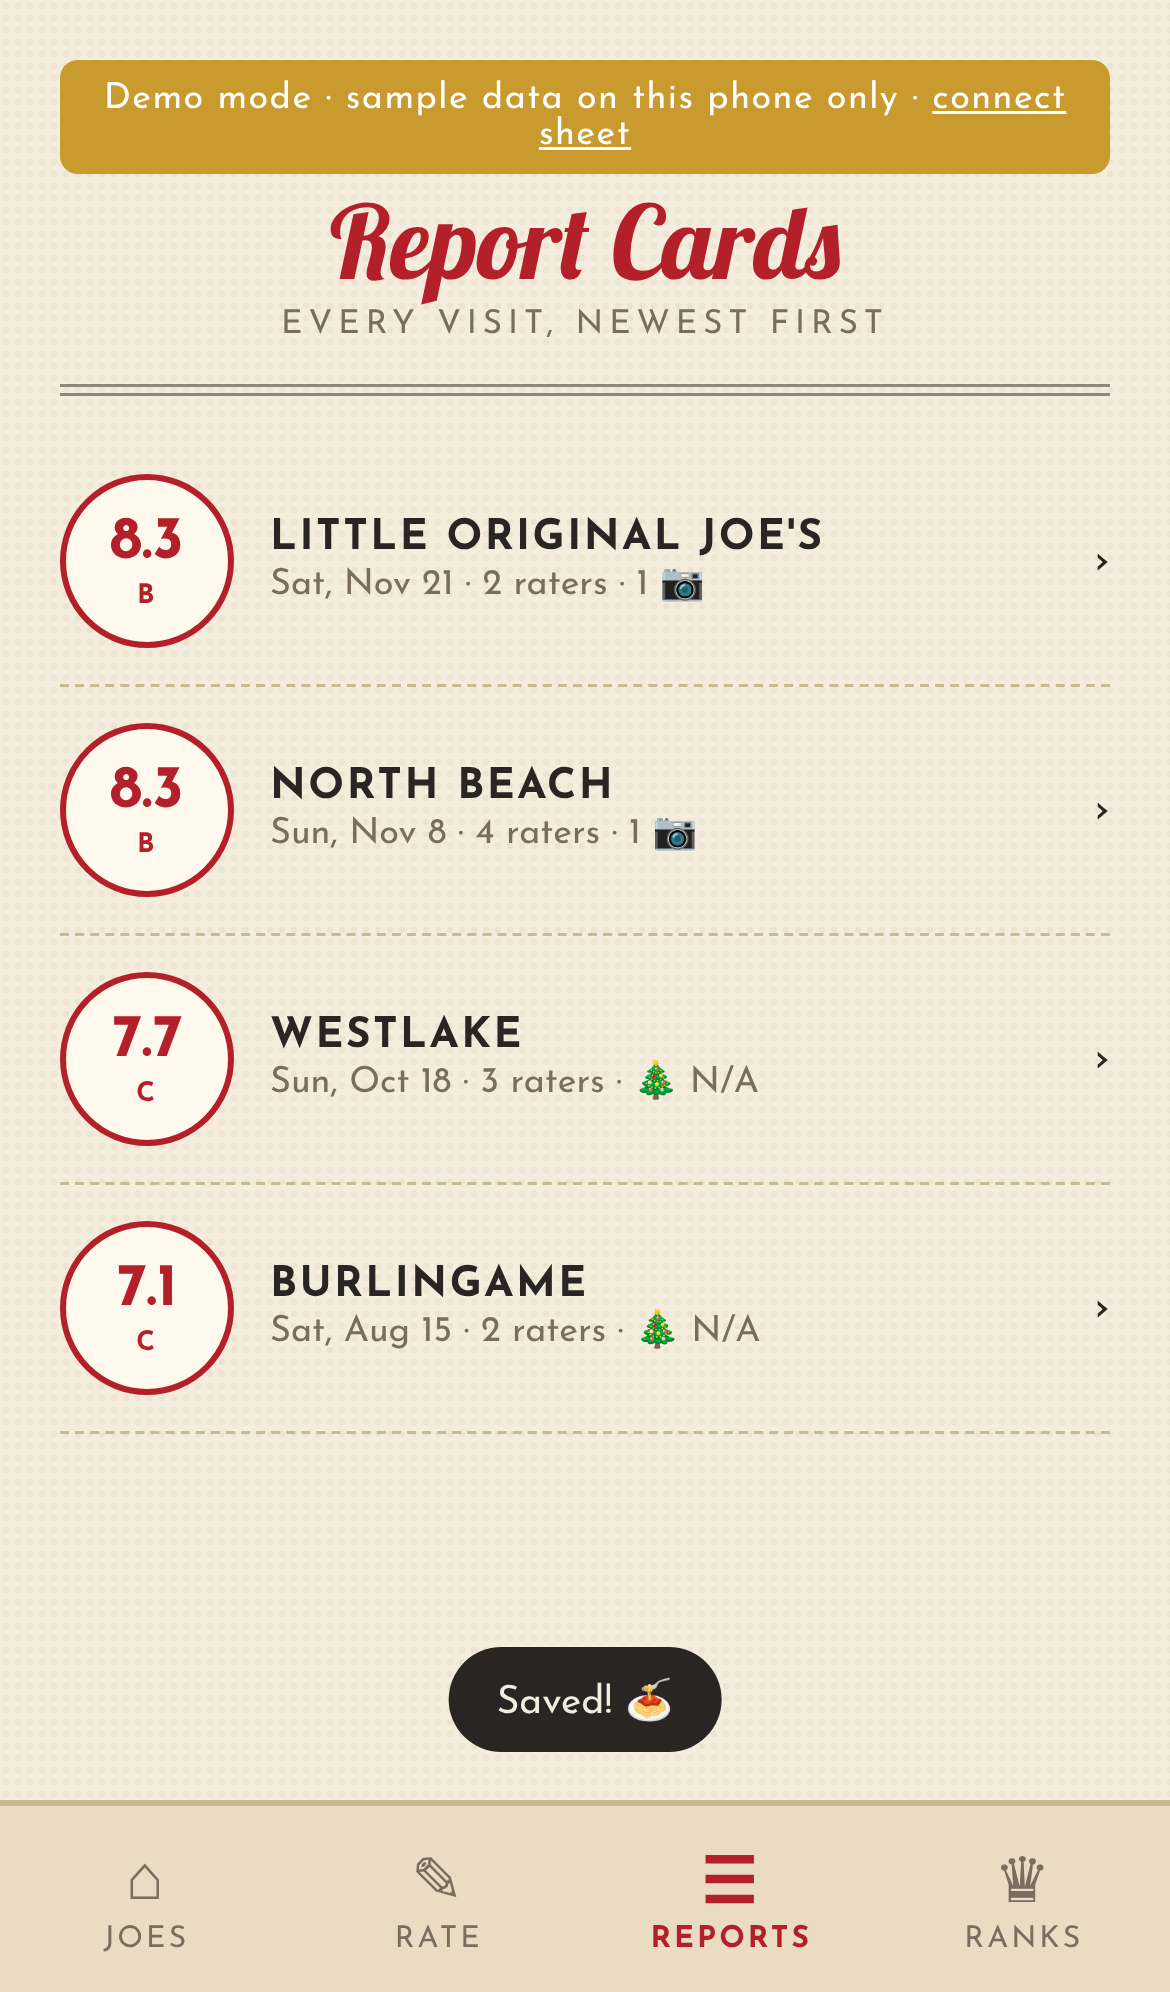 Demo mode · sample data on this phone only · connect
sheet
Report Cards
EVERY VISIT, NEWEST FIRST
8.3
B
LITTLE ORIGINAL JOE'S
Sat, Nov 21 · 2 raters · 1 📷
›
8.3
B
NORTH BEACH
Sun, Nov 8 · 4 raters · 1 📷
›
7.7
C
WESTLAKE
Sun, Oct 18 · 3 raters · 🎄 N/A
›
7.1
C
BURLINGAME
Sat, Aug 15 · 2 raters · 🎄 N/A
›
Saved! 🍝
JOES
RATE
REPORTS
RANKS